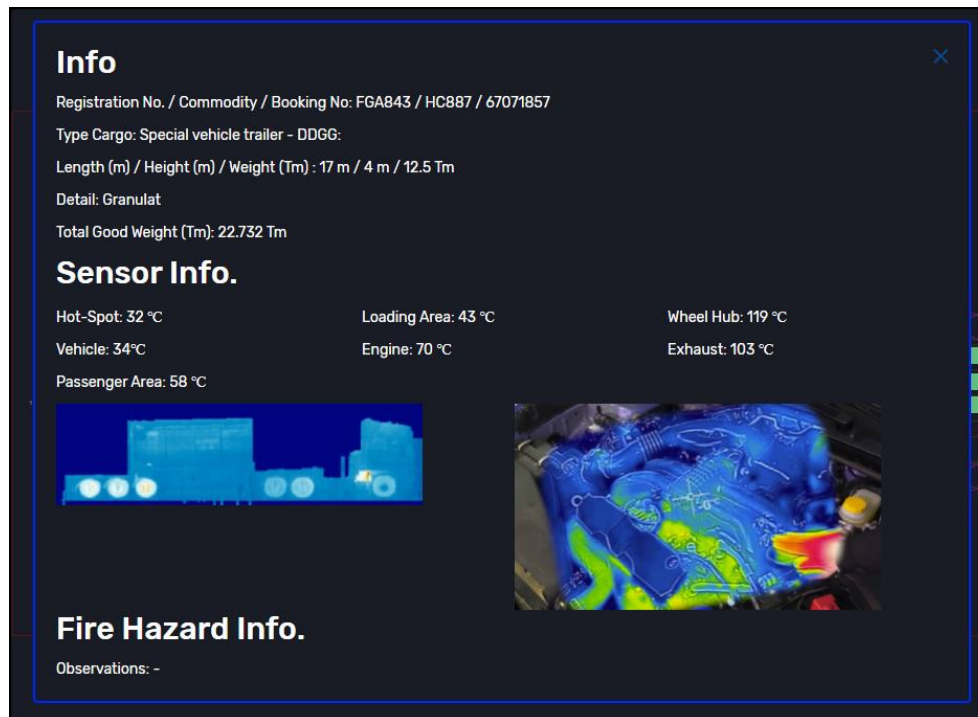 Info
Registration No. / Commodity / Booking No: FGA843 / HC887 / 67071857
Type Cargo: Special vehicle trailer - DDGG:
Length (m) / Height (m) / Weight (Tm) : 17 m / 4 m / 12.5 Tm
Detail: Granulat
Total Good Weight (Tm): 22.732 Tm
Sensor Info.
Hot-Spot: 32 ℃ Loading Area: 43 ℃ Wheel Hub: 119 ℃
Vehicle: 34℃ Engine: 70 ℃ Exhaust: 103 ℃
Passenger Area: 58 ℃
Fire Hazard Info.
Observations: -